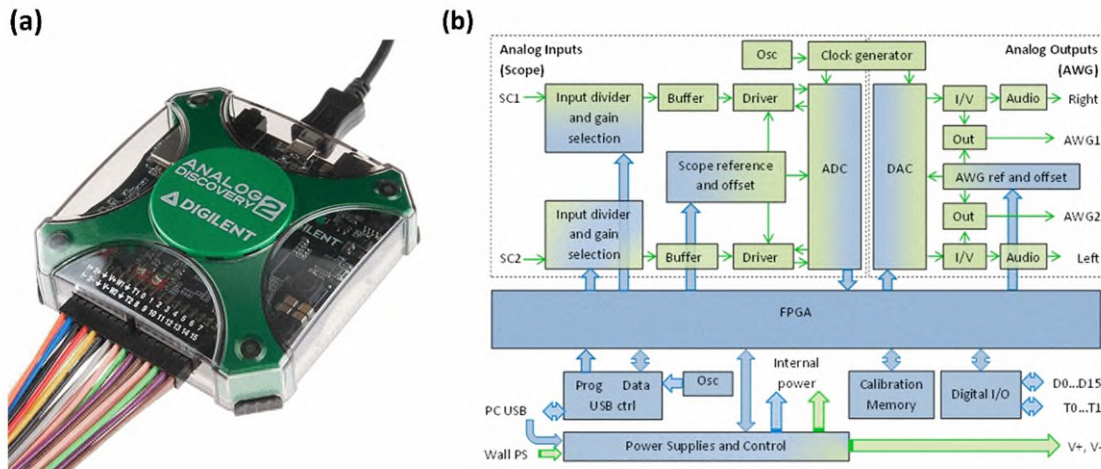 (a)
ANALOG
DISCOVERY 2
DIGILENT
(b)
Analog Inputs
(Scope)
Osc
Clock generator
Analog Outputs
(AWG)
SC1
Input divider
and gain
selection
Buffer
Driver
ADC
DAC
I/V
Audio
Right
Out
AWG1
Scope reference
and offset
AWG ref and offset
Input divider
and gain
selection
Out
AWG2
SC2
Buffer
Driver
I/V
Audio
Left
FPGA
Prog Data
USB ctrl
Osc
Internal
power
Calibration
Memory
Digital I/O
D0...D15
T0...T1
PC USB
Wall PS
Power Supplies and Control
V+, V-